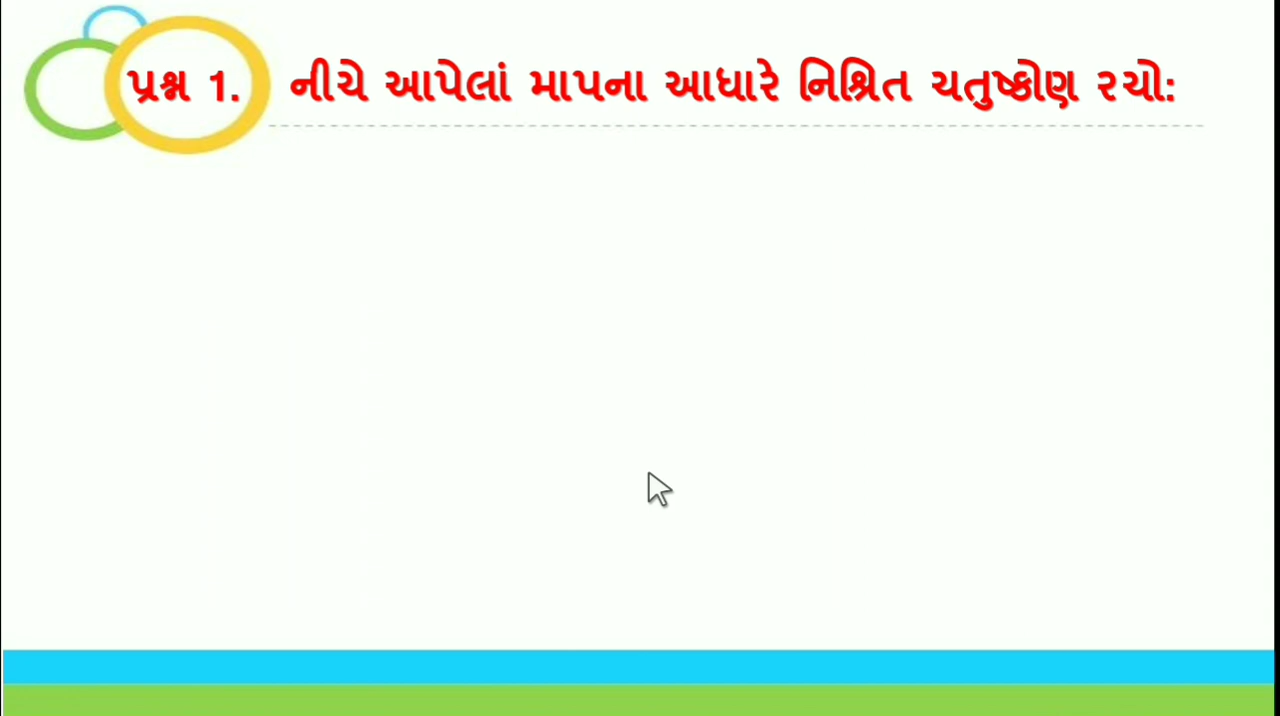 પ્રશ્ન 1. નીચે આપેલાં માપના આધારે નિશ્રિત ચતુષ્કોણ રચો: